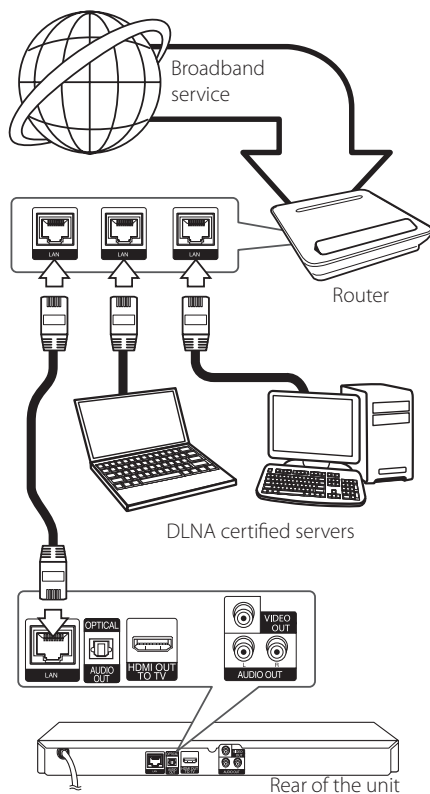 Broadband
service
LAN
LAN
LAN
Router
DLNA certified servers
LAN
OPTICAL
AUDIO
OUT
HDMI OUT
TO TV
VIDEO
OUT
L
R
AUDIO OUT
Rear of the unit